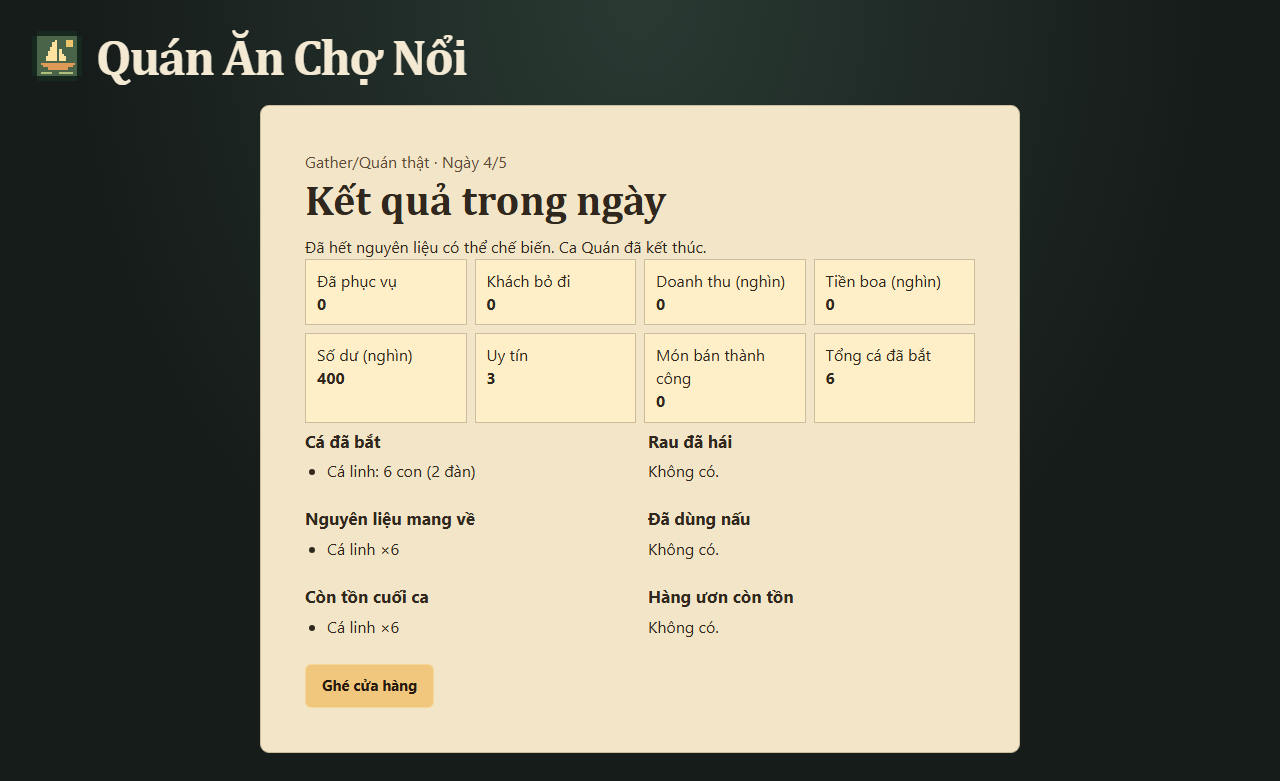 Quán Ăn Chợ Nổi
Gather/Quán thật · Ngày 4/5
Kết quả trong ngày
Đã hết nguyên liệu có thể chế biến. Ca Quán đã kết thúc.
Đã phục vụ
0
Khách bỏ đi
0
Doanh thu (nghìn)
0
Tiền boa (nghìn)
0
Số dư (nghìn)
400
Uy tín
3
Món bán thành
công
0
Tổng cá đã bắt
6
Cá đã bắt
• Cá linh: 6 con (2 đàn)
Rau đã hái
Không có.
Nguyên liệu mang về
• Cá linh ×6
Đã dùng nấu
Không có.
Còn tồn cuối ca
• Cá linh ×6
Hàng ươn còn tồn
Không có.
Ghé cửa hàng